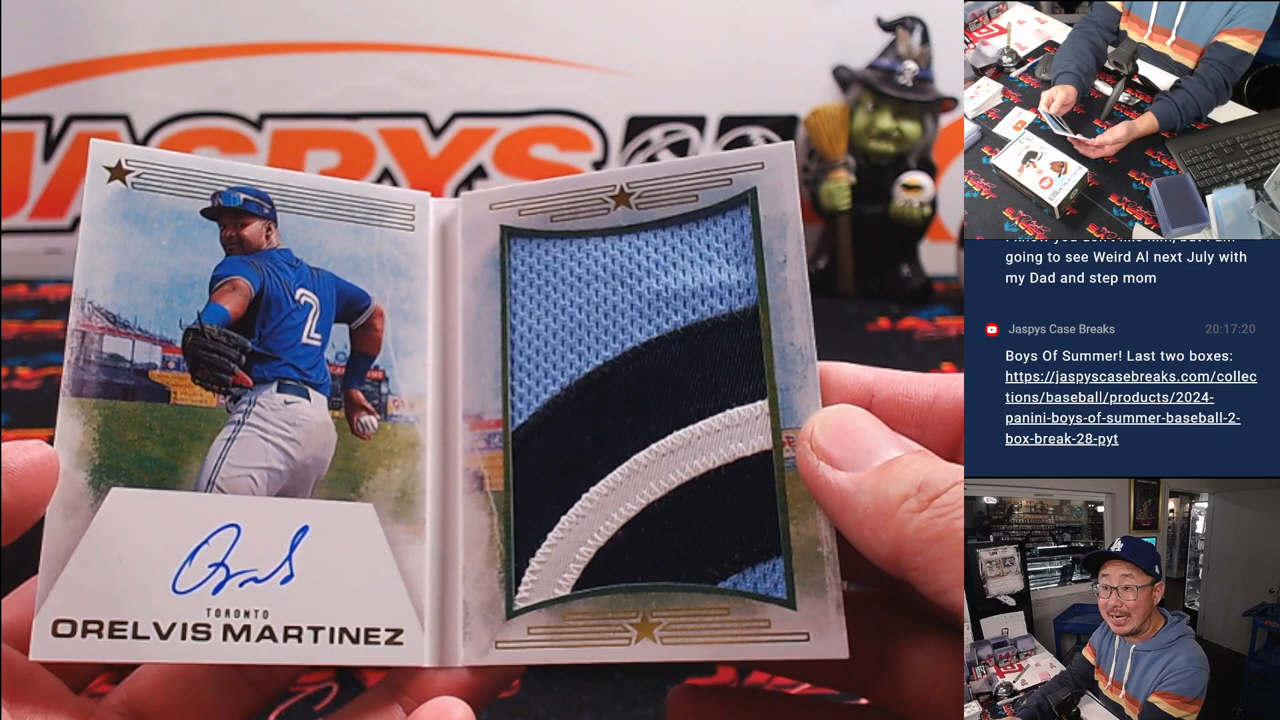 JASPYS
2
TORONTO
ORELVIS MARTINEZ
going to see Weird Al next July with
my Dad and step mom
Jaspys Case Breaks 20:17:20
Boys Of Summer! Last two boxes:
https://jaspyscasebreaks.com/collec
tions/baseball/products/2024-
panini-boys-of-summer-baseball-2-
box-break-28-pyt
LA